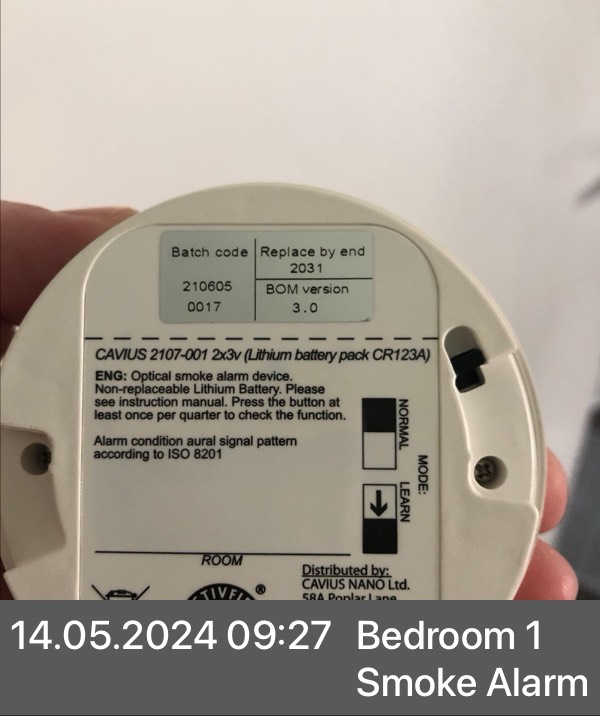 Batch code
210605
0017
Replace by end
2031
BOM version
3.0
CAVIUS 2107-001 2x3v (Lithium battery pack CR123A)
ENG: Optical smoke alarm device.
Non-replaceable Lithium Battery. Please
see instruction manual. Press the button at
least once per quarter to check the function.
Alarm condition aural signal pattern
according to ISO 8201
NORMAL
MODE:
LEARN
ROOM
Distributed by:
CAVIUS NANO Ltd.
58A Poplar Lane
14.05.2024 09:27
Bedroom 1
Smoke Alarm